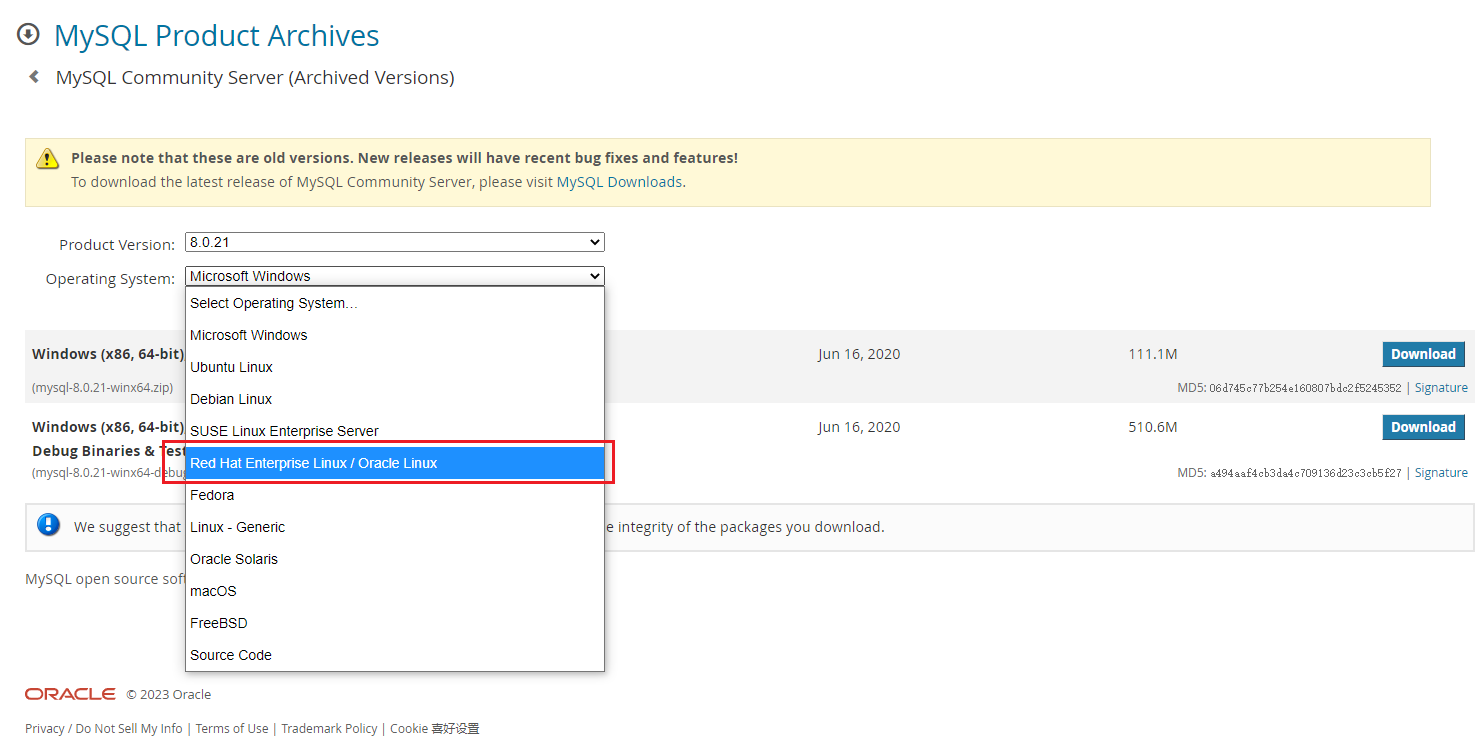 MySQL Product Archives
MySQL Community Server (Archived Versions)
Please note that these are old versions. New releases will have recent bug fixes and features!
To download the latest release of MySQL Community Server, please visit MySQL Downloads.
Product Version: 8.0.21
Operating System: Microsoft Windows
Select Operating System…
Microsoft Windows
Ubuntu Linux
Debian Linux
SUSE Linux Enterprise Server
Red Hat Enterprise Linux / Oracle Linux
Fedora
Linux - Generic
Oracle Solaris
macOS
FreeBSD
Source Code
Windows (x86, 64-bit) Jun 16, 2020 111.1M Download
(mysql-8.0.21-winx64.zip) MD5: 06d745c77b254e160807bdc2f5245352 | Signature
Windows (x86, 64-bit) Jun 16, 2020 510.6M Download
Debug Binaries & Test
(mysql-8.0.21-winx64-debug MD5: a494aaf4cb3da4c709136d23c3cb5f27 | Signature
We suggest that e integrity of the packages you download.
MySQL open source soft
ORACLE © 2023 Oracle
Privacy / Do Not Sell My Info | Terms of Use | Trademark Policy | Cookie 喜好设置